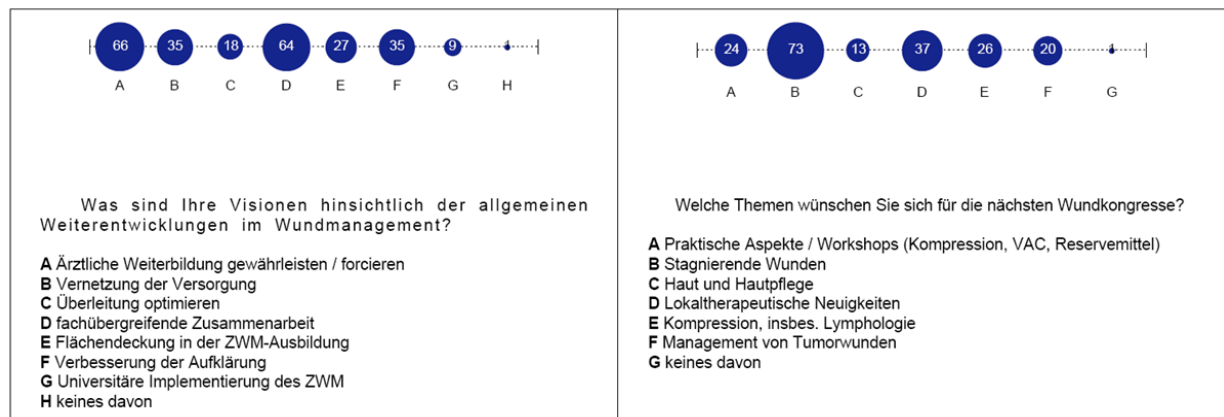 66 35 18 64 27 35 9 1
A B C D E F G H
Was sind Ihre Visionen hinsichtlich der allgemeinen
Weiterentwicklungen im Wundmanagement?
A Ärztliche Weiterbildung gewährleisten / forcieren
B Vernetzung der Versorgung
C Überleitung optimieren
D fachübergreifende Zusammenarbeit
E Flächendeckung in der ZWM-Ausbildung
F Verbesserung der Aufklärung
G Universitäre Implementierung des ZWM
H keines davon
24 73 13 37 26 20 1
A B C D E F G
Welche Themen wünschen Sie sich für die nächsten Wundkongresse?
A Praktische Aspekte / Workshops (Kompression, VAC, Reservemittel)
B Stagnierende Wunden
C Haut und Hautpflege
D Lokaltherapeutische Neuigkeiten
E Kompression, insbes. Lymphologie
F Management von Tumorwunden
G keines davon